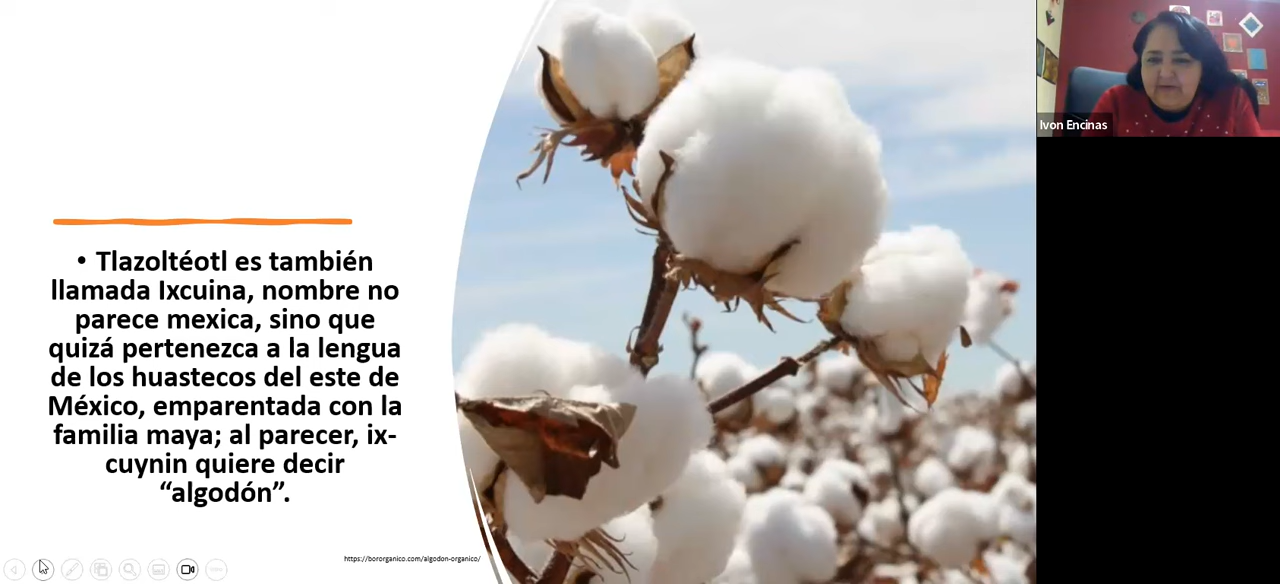 • Tlazoltéotl es también
llamada Ixcuina, nombre no
parece mexica, sino que
quizá pertenezca a la lengua
de los huastecos del este de
México, emparentada con la
familia maya; al parecer, ix-
cuynin quiere decir
“algodón”.
https://bororganico.com/algodon-organico/
Ivon Encinas